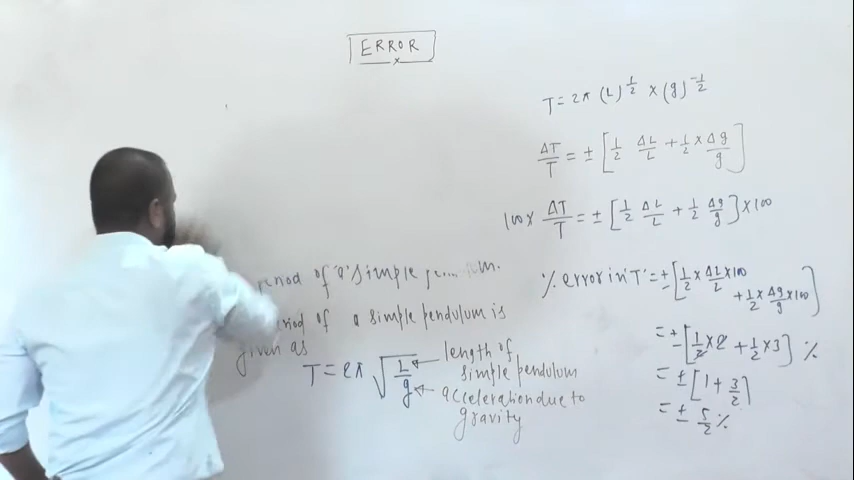 ERROR
T=2π (L)^1/2 × (g)^-1/2
ΔT/T = ± [1/2 ΔL/L + 1/2 × Δg/g]
100× ΔT/T = ± [1/2 ΔL/L + 1/2 Δg/g] ×100
% error in 'T' = ± [1/2 × ΔL/L ×100
+ 1/2 × Δg/g ×100]
= ± [1/2 ×2 + 1/2 ×3] %
= ± [1 + 3/2]
= ± 5/2 %
of a simple
of a simple pendulum is
given as
T = 2π √L/g
length of
simple pendulum
acceleration due to
gravity